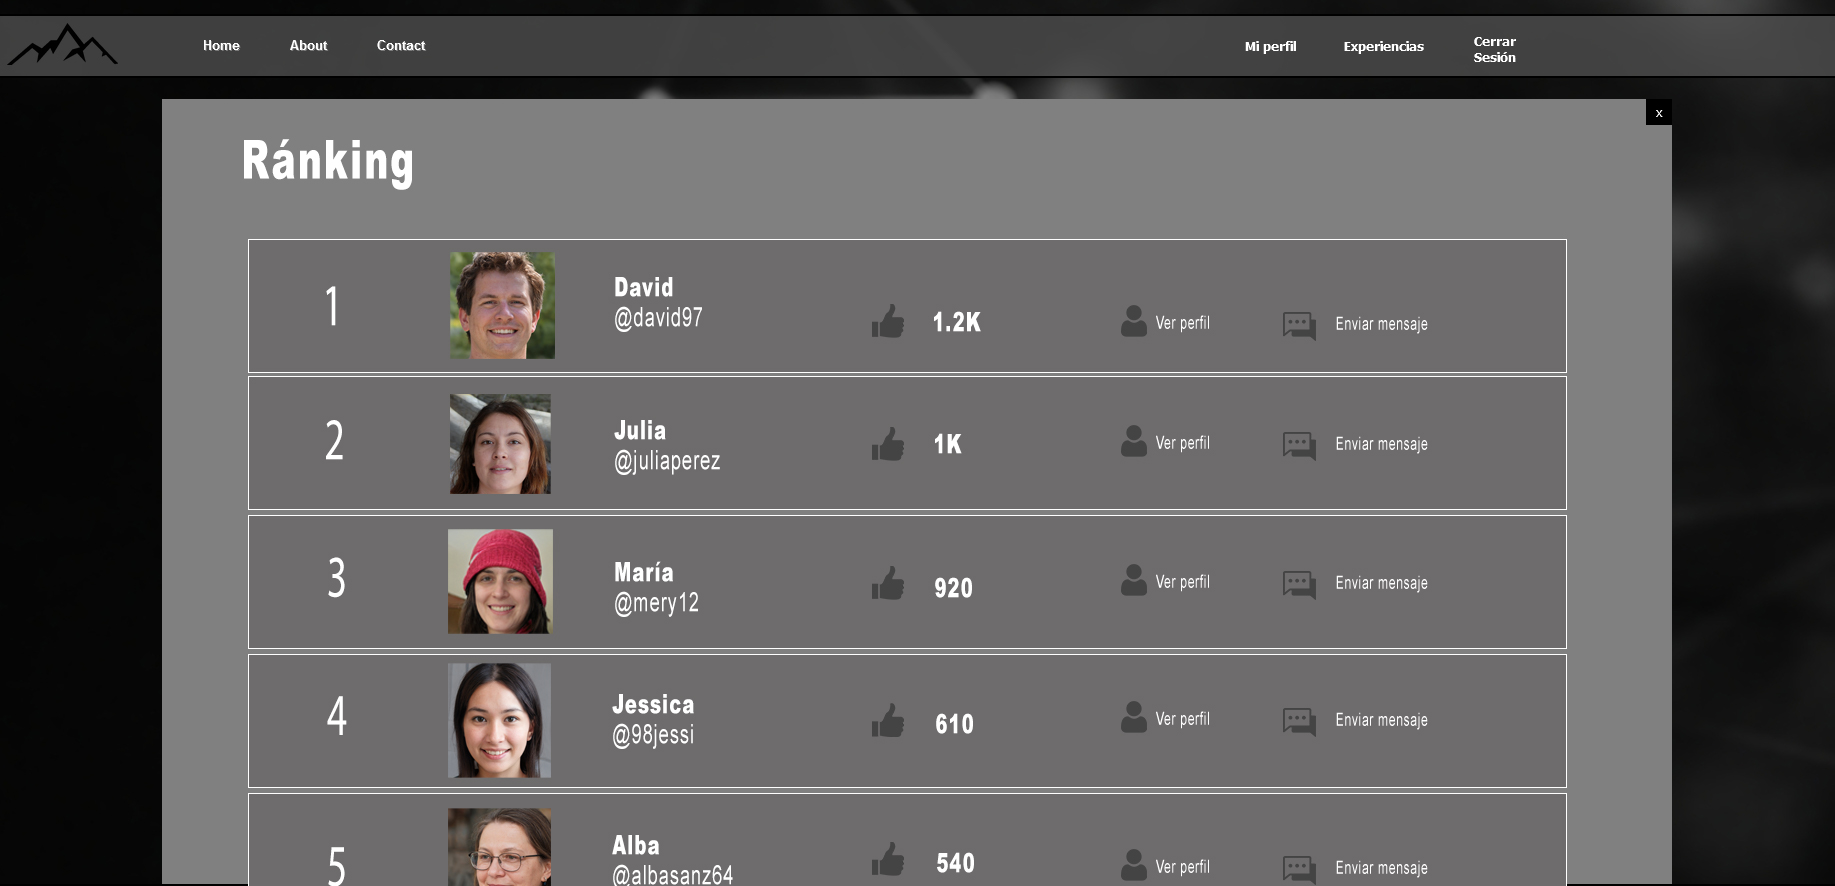 Home About Contact Mi perfil Experiencias Cerrar
Sesión
x
Ránking
1
David
@david97
1.2K
Ver perfil
Enviar mensaje
2
Julia
@juliaperez
1K
Ver perfil
Enviar mensaje
3
María
@mery12
920
Ver perfil
Enviar mensaje
4
Jessica
@98jessi
610
Ver perfil
Enviar mensaje
5
Alba
@albasanz64
540
Ver perfil
Enviar mensaje